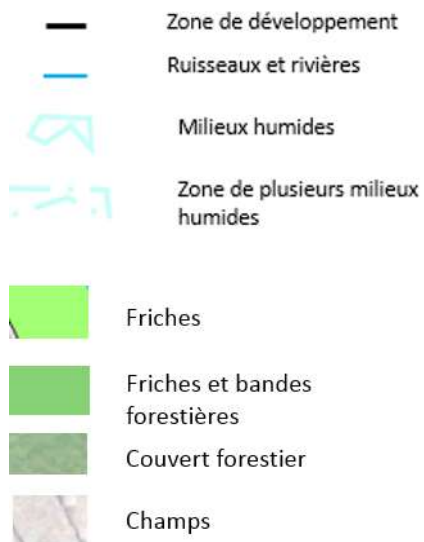 Zone de développement
Ruisseaux et rivières
Milieux humides
Zone de plusieurs milieux
humides
Friches
Friches et bandes
forestières
Couvert forestier
Champs